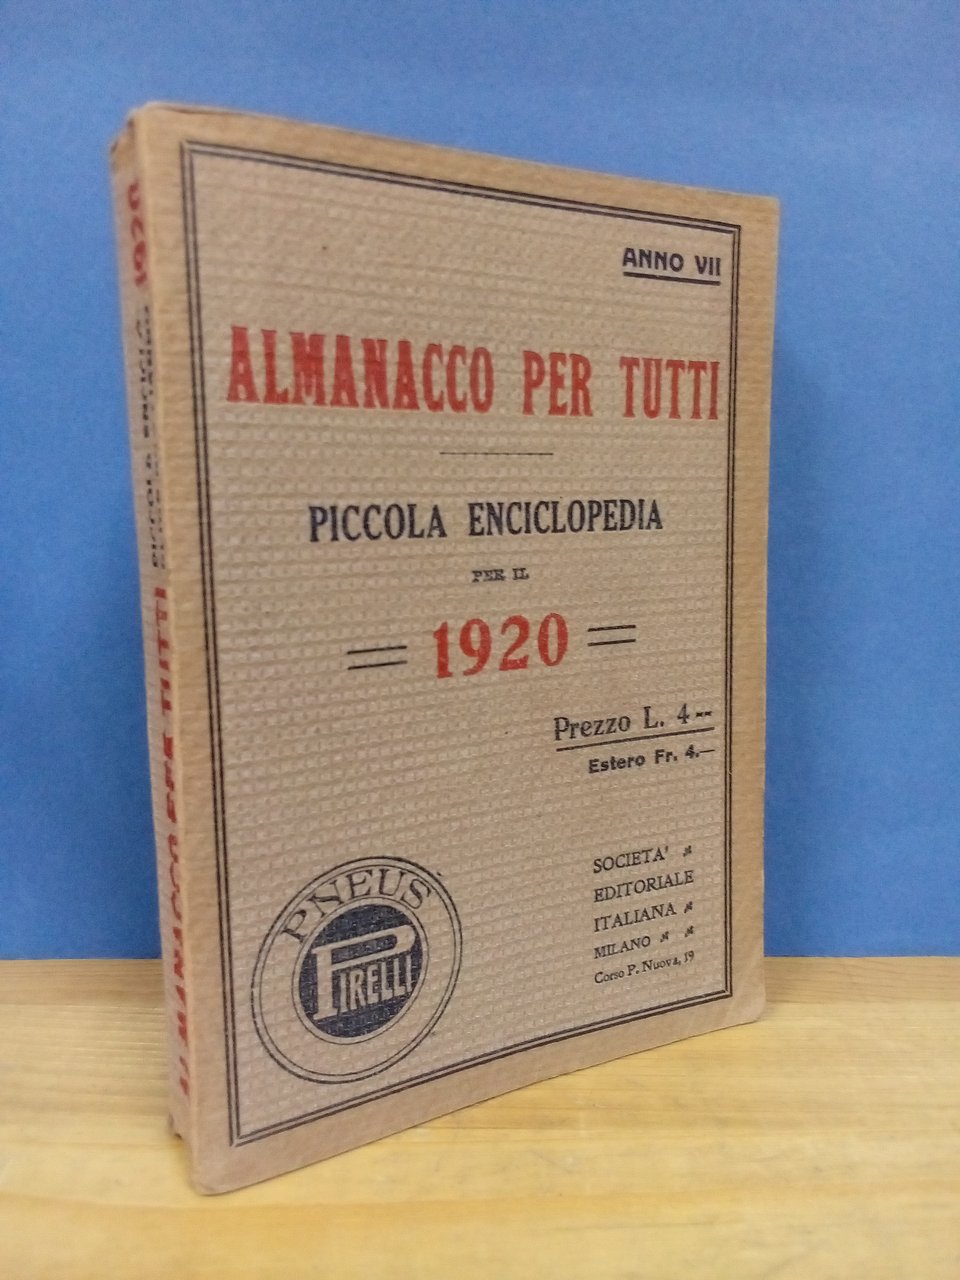 ANNO VII
ALMANACCO PER TUTTI
PICCOLA ENCICLOPEDIA
PER IL
= 1920 =
Prezzo L. 4--
Estero Fr. 4.—
SOCIETA'
EDITORIALE
ITALIANA
MILANO
Corso P. Nuova, 19
PNEUS
PIRELLI
ALMANACCO PER TUTTI
PICCOLA ENCICLOPEDIA
1920